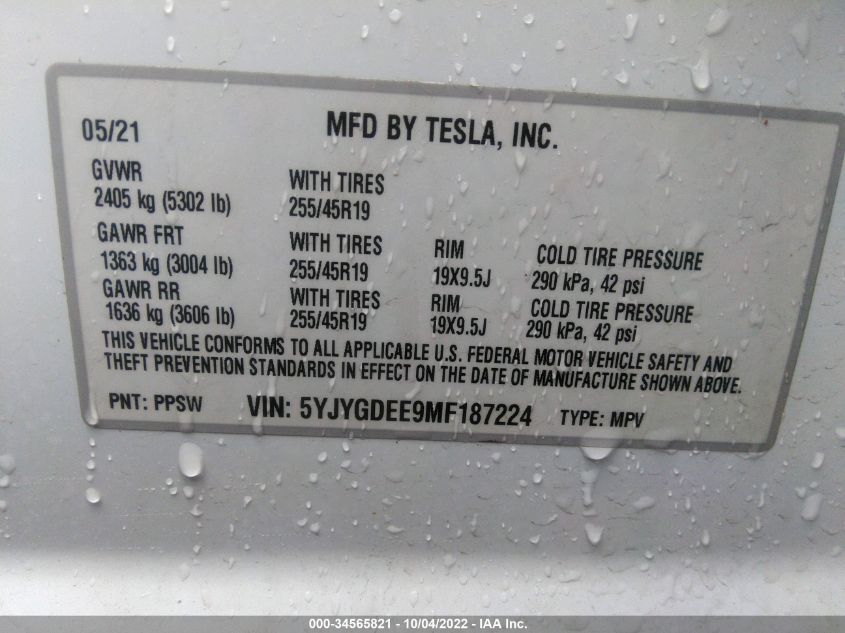 05/21 MFD BY TESLA, INC.
GVWR
2405 kg (5302 lb)
WITH TIRES
255/45R19
GAWR FRT
1363 kg (3004 lb)
WITH TIRES
255/45R19
RIM
19X9.5J
COLD TIRE PRESSURE
290 kPa, 42 psi
GAWR RR
1636 kg (3606 lb)
WITH TIRES
255/45R19
RIM
19X9.5J
COLD TIRE PRESSURE
290 kPa, 42 psi
THIS VEHICLE CONFORMS TO ALL APPLICABLE U.S. FEDERAL MOTOR VEHICLE SAFETY AND
THEFT PREVENTION STANDARDS IN EFFECT ON THE DATE OF MANUFACTURE SHOWN ABOVE.
PNT: PPSW VIN: 5YJYGDEE9MF187224 TYPE: MPV
000-34565821 - 10/04/2022 - IAA Inc.